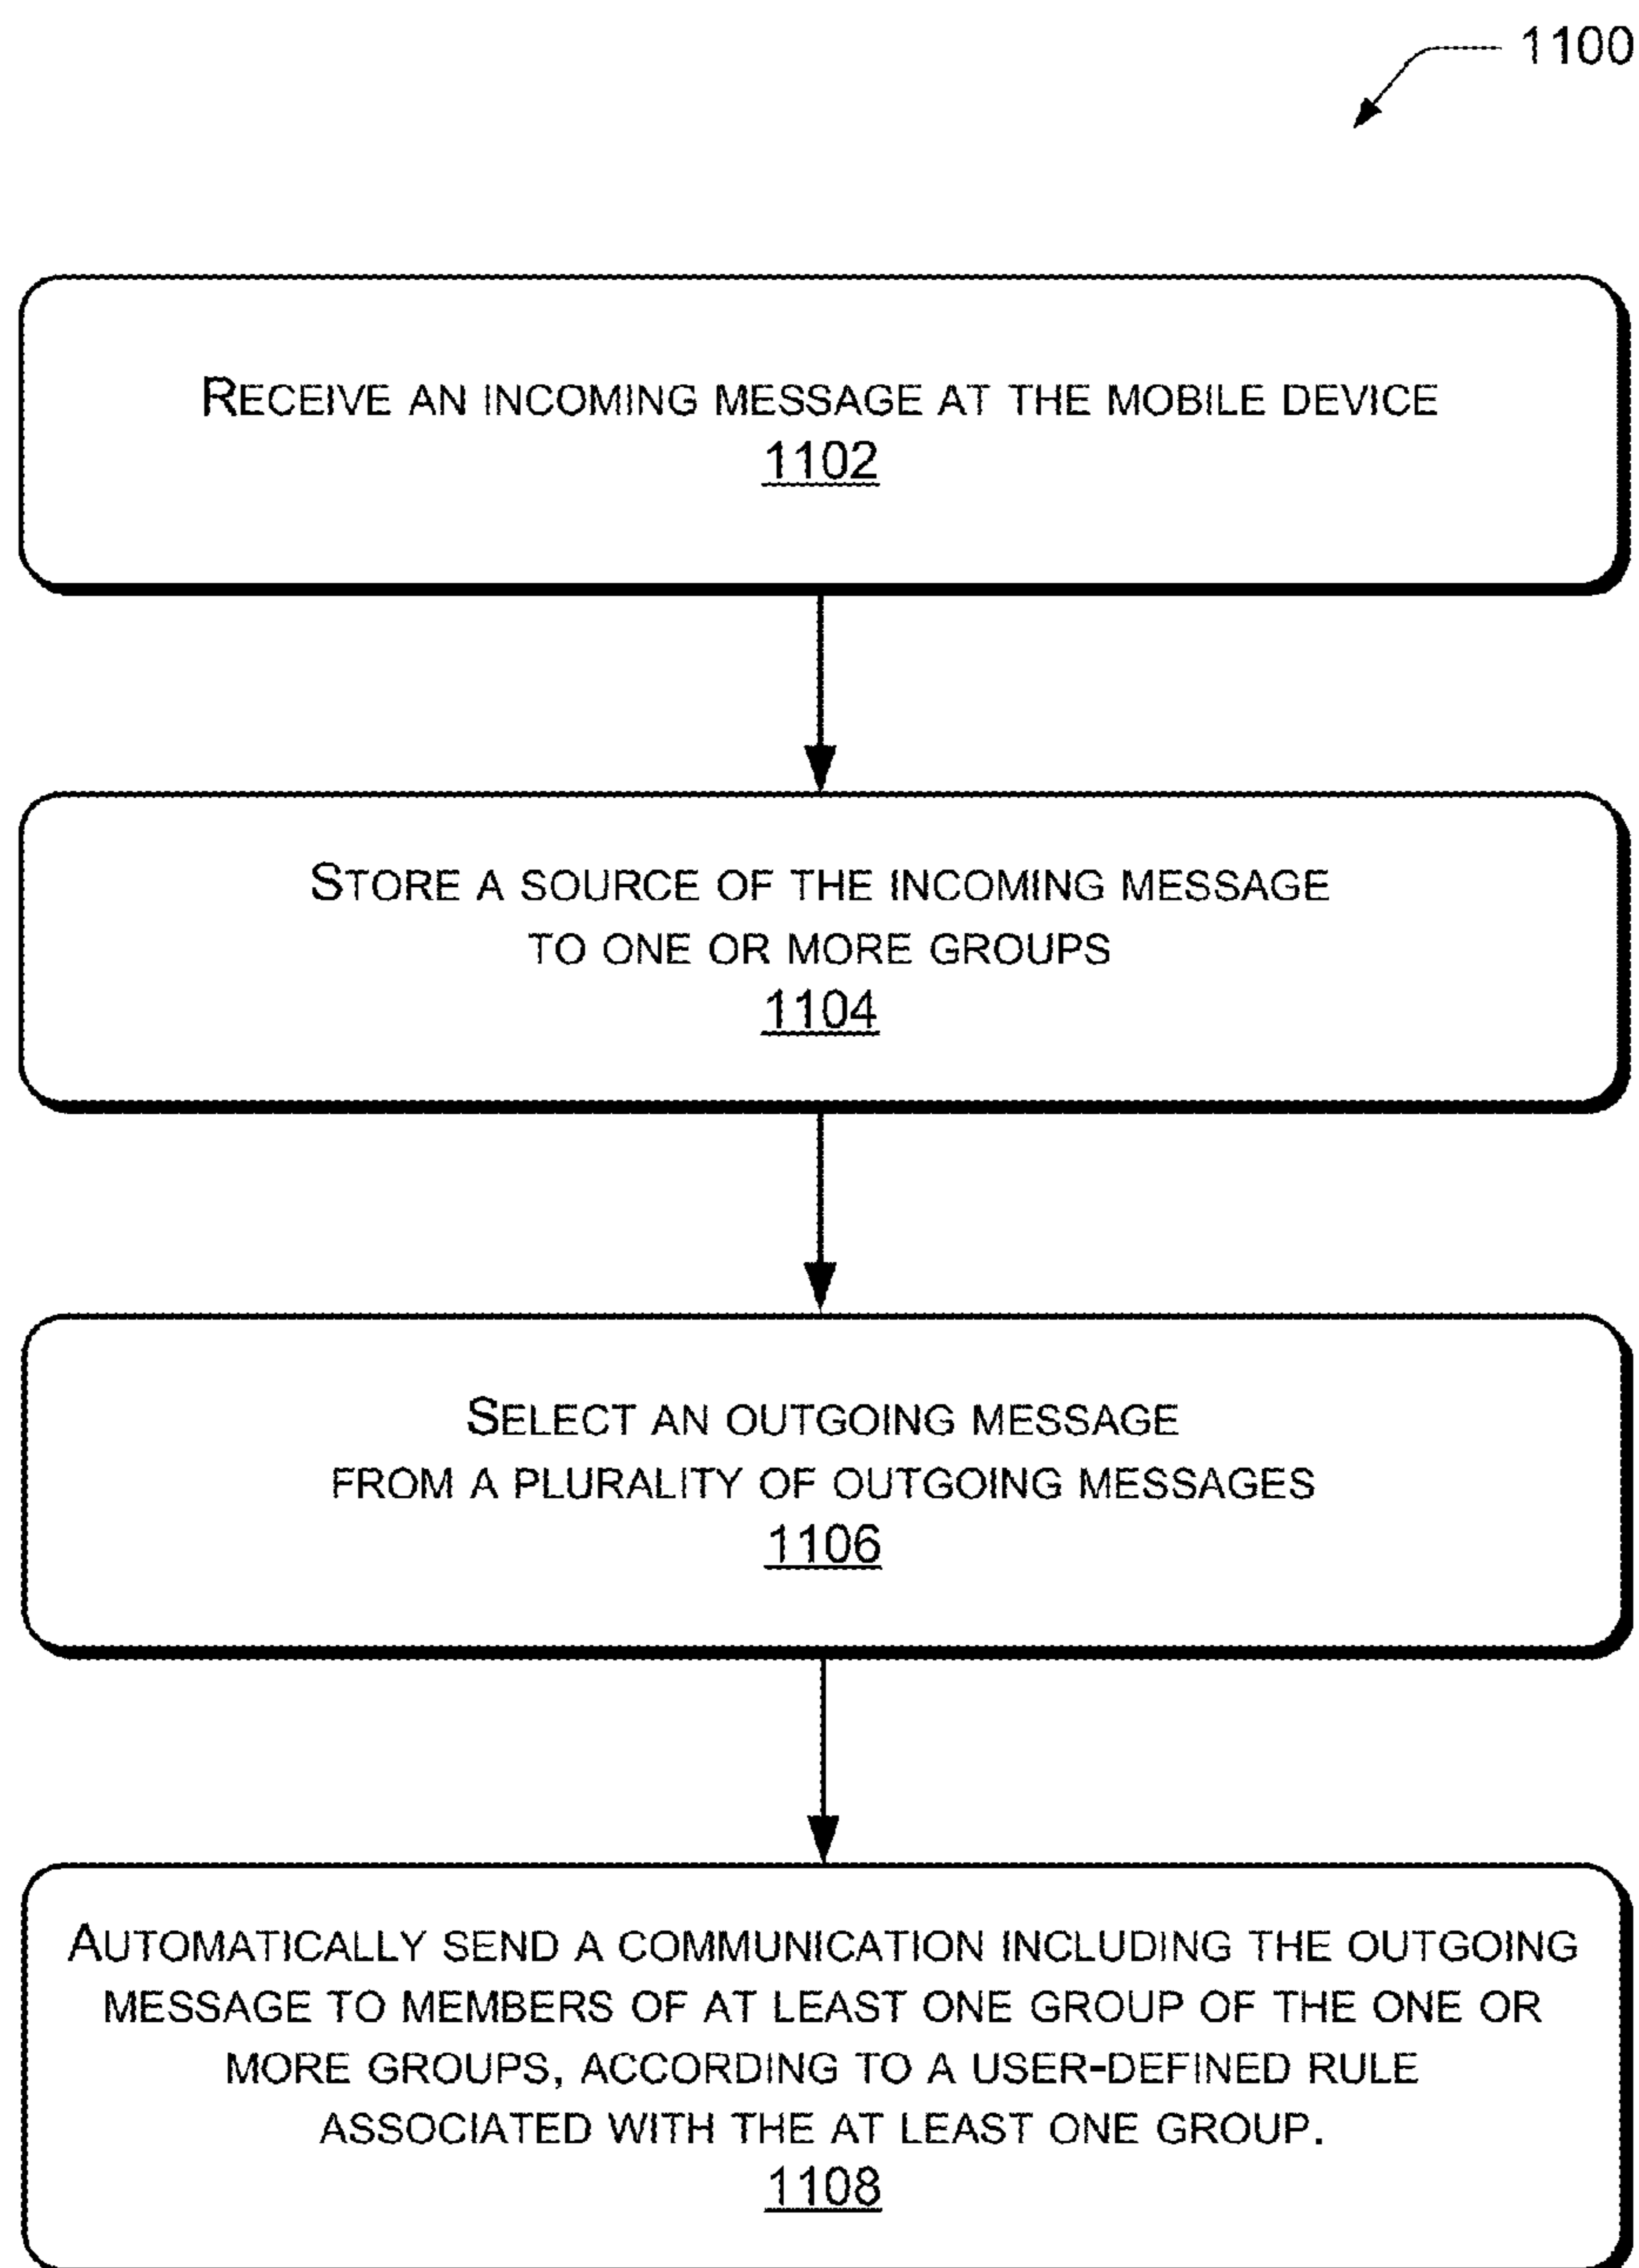 1100
RECEIVE AN INCOMING MESSAGE AT THE MOBILE DEVICE
1102
STORE A SOURCE OF THE INCOMING MESSAGE
TO ONE OR MORE GROUPS
1104
SELECT AN OUTGOING MESSAGE
FROM A PLURALITY OF OUTGOING MESSAGES
1106
AUTOMATICALLY SEND A COMMUNICATION INCLUDING THE OUTGOING
MESSAGE TO MEMBERS OF AT LEAST ONE GROUP OF THE ONE OR
MORE GROUPS, ACCORDING TO A USER-DEFINED RULE
ASSOCIATED WITH THE AT LEAST ONE GROUP.
1108